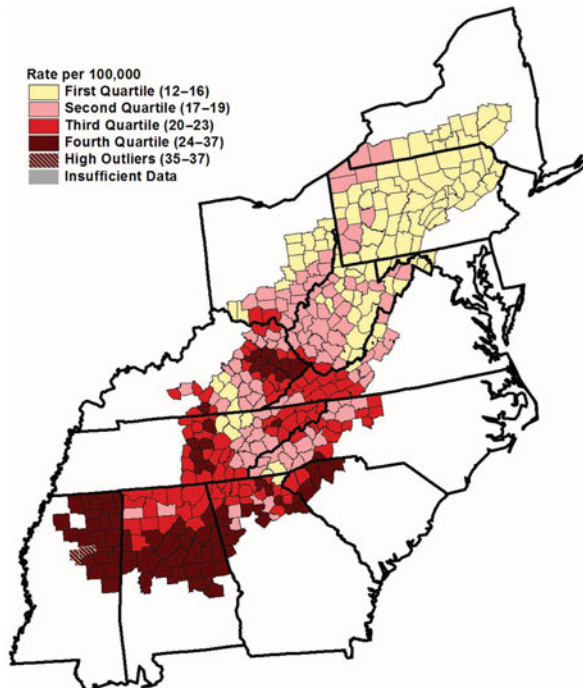 Rate per 100,000
First Quartile (12–16)
Second Quartile (17–19)
Third Quartile (20–23)
Fourth Quartile (24–37)
High Outliers (35–37)
Insufficient Data